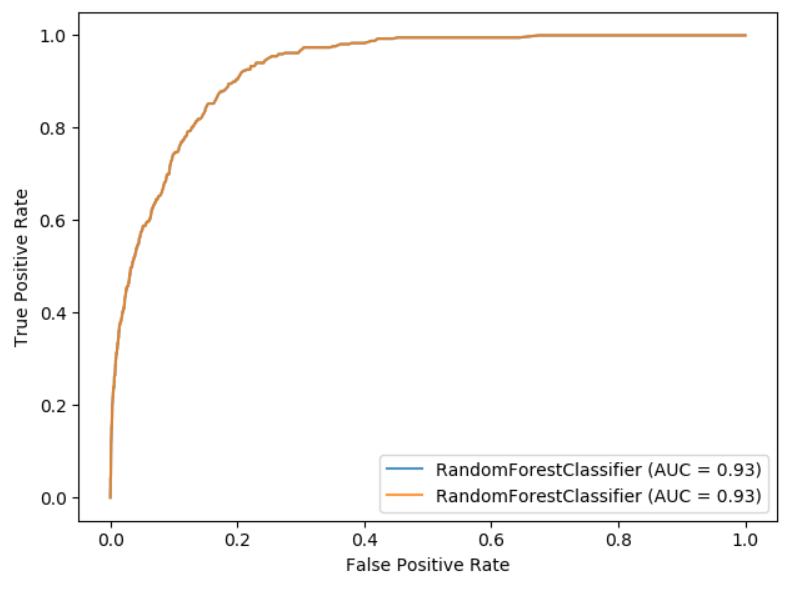 1.0
0.8
0.6
0.4
0.2
0.0
True Positive Rate
RandomForestClassifier (AUC = 0.93)
RandomForestClassifier (AUC = 0.93)
0.0 0.2 0.4 0.6 0.8 1.0
False Positive Rate